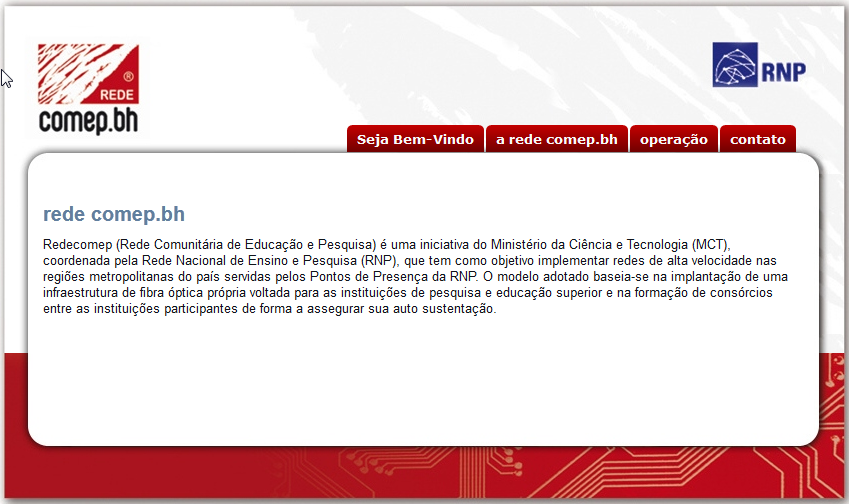 REDE
®
comep.bh
RNP
Seja Bem-Vindo a rede comep.bh operação contato
rede comep.bh
Redecomep (Rede Comunitária de Educação e Pesquisa) é uma iniciativa do Ministério da Ciência e Tecnologia (MCT),
coordenada pela Rede Nacional de Ensino e Pesquisa (RNP), que tem como objetivo implementar redes de alta velocidade nas
regiões metropolitanas do país servidas pelos Pontos de Presença da RNP. O modelo adotado baseia-se na implantação de uma
infraestrutura de fibra óptica própria voltada para as instituições de pesquisa e educação superior e na formação de consórcios
entre as instituições participantes de forma a assegurar sua auto sustentação.